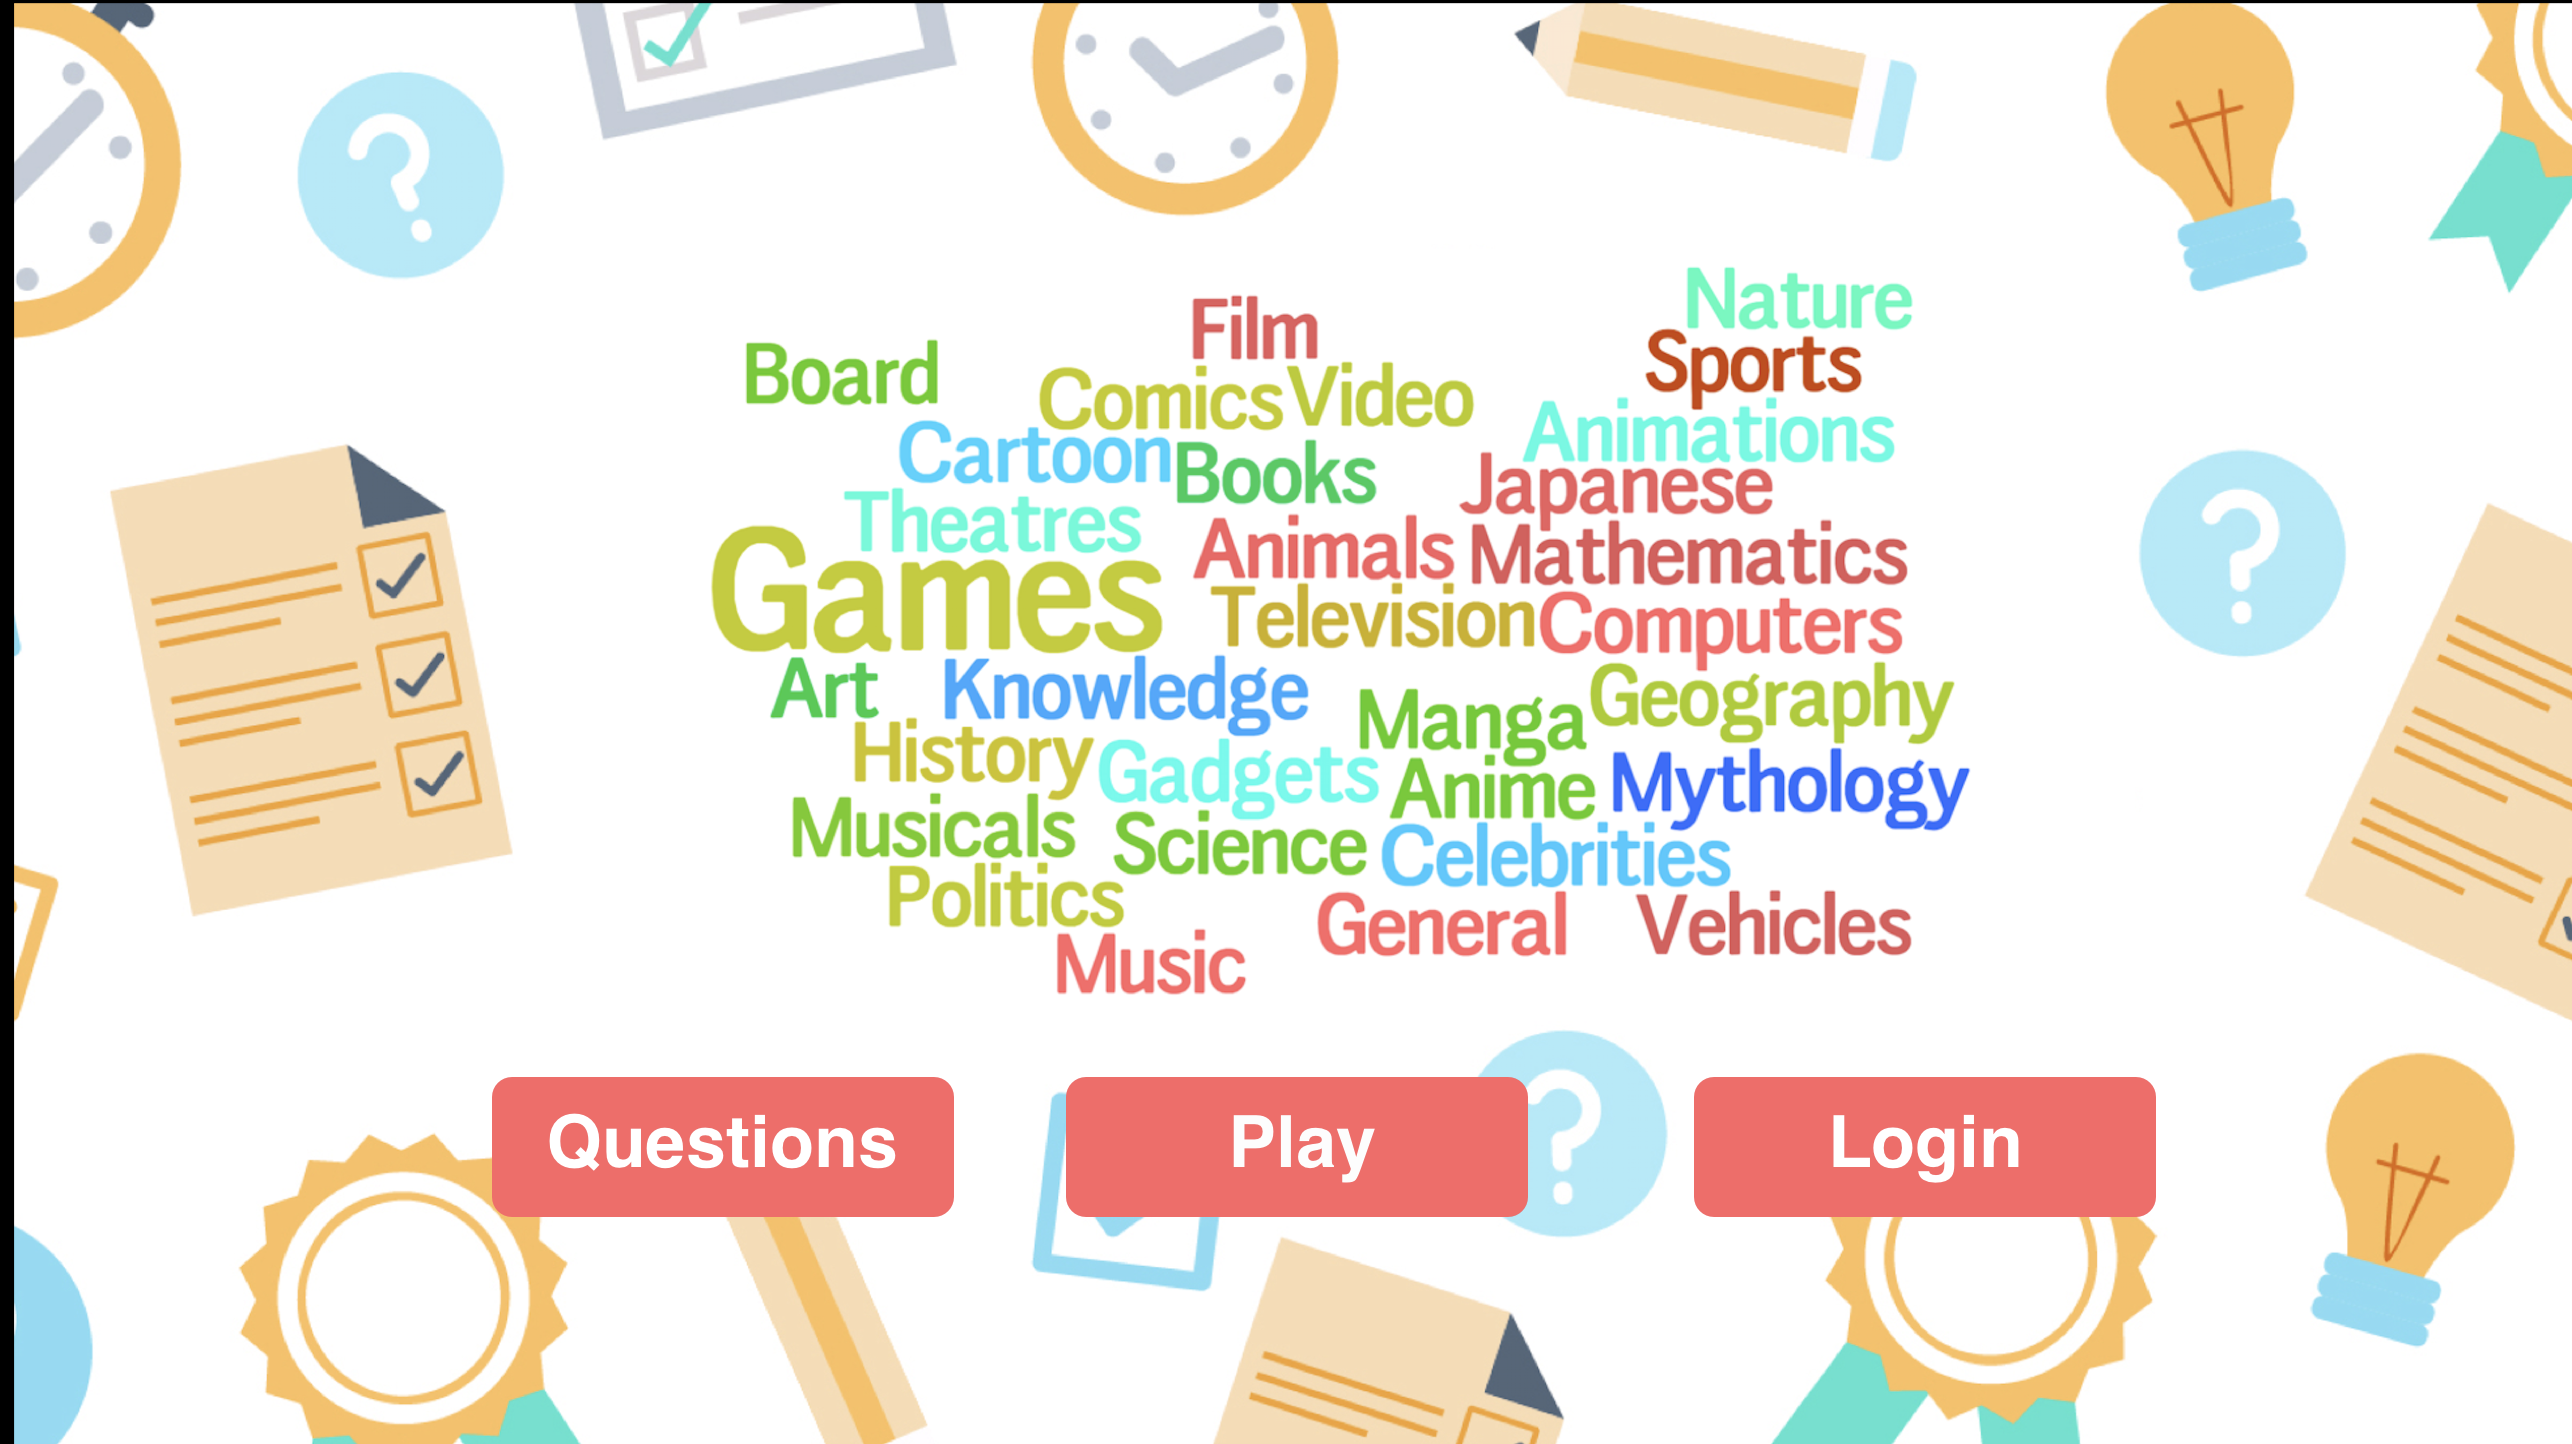 Nature
Film
Sports
Board
Comics Video
Animations
Cartoon Books
Japanese
Theatres
Animals Mathematics
Games
Television Computers
Art Knowledge
Manga Geography
History Gadgets
Anime Mythology
Musicals Science Celebrities
Politics
General Vehicles
Music
Questions
Play
Login